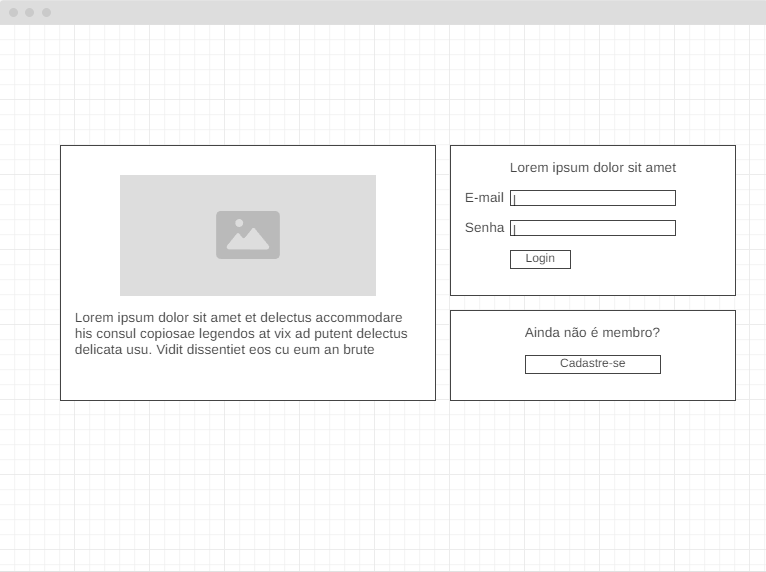 Lorem ipsum dolor sit amet et delectus accommodare
his consul copiosae legendos at vix ad putent delectus
delicata usu. Vidit dissentiet eos cu eum an brute
Lorem ipsum dolor sit amet
E-mail
Senha
Login
Ainda não é membro?
Cadastre-se